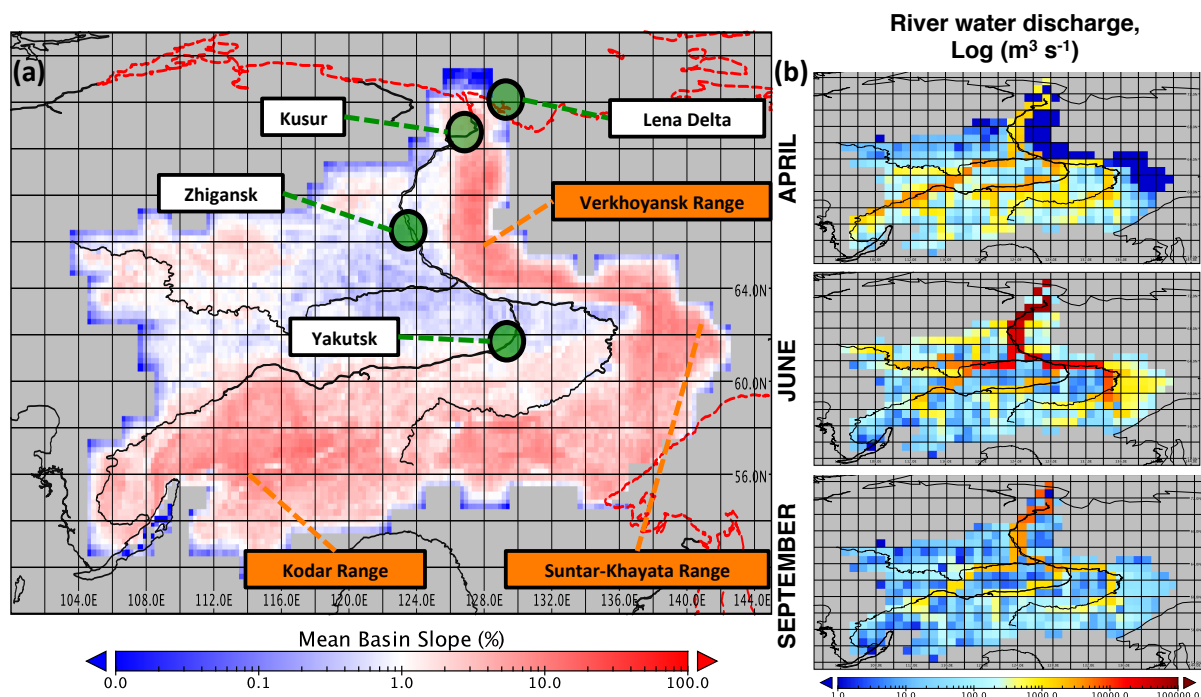 River water discharge,
Log (m³ s⁻¹)
(a)
(b)
Kusur
Lena Delta
Zhigansk
Verkhoyansk Range
Yakutsk
64.0N
60.0N
56.0N
Kodar Range
Suntar-Khayata Range
104.0E 108.0E 112.0E 116.0E 120.0E 124.0E 128.0E 132.0E 136.0E 140.0E 144.0E
Mean Basin Slope (%)
0.0 0.1 1.0 10.0 100.0
APRIL
JUNE
SEPTEMBER
1.0 10.0 100.0 1000.0 10000.0 100000.0